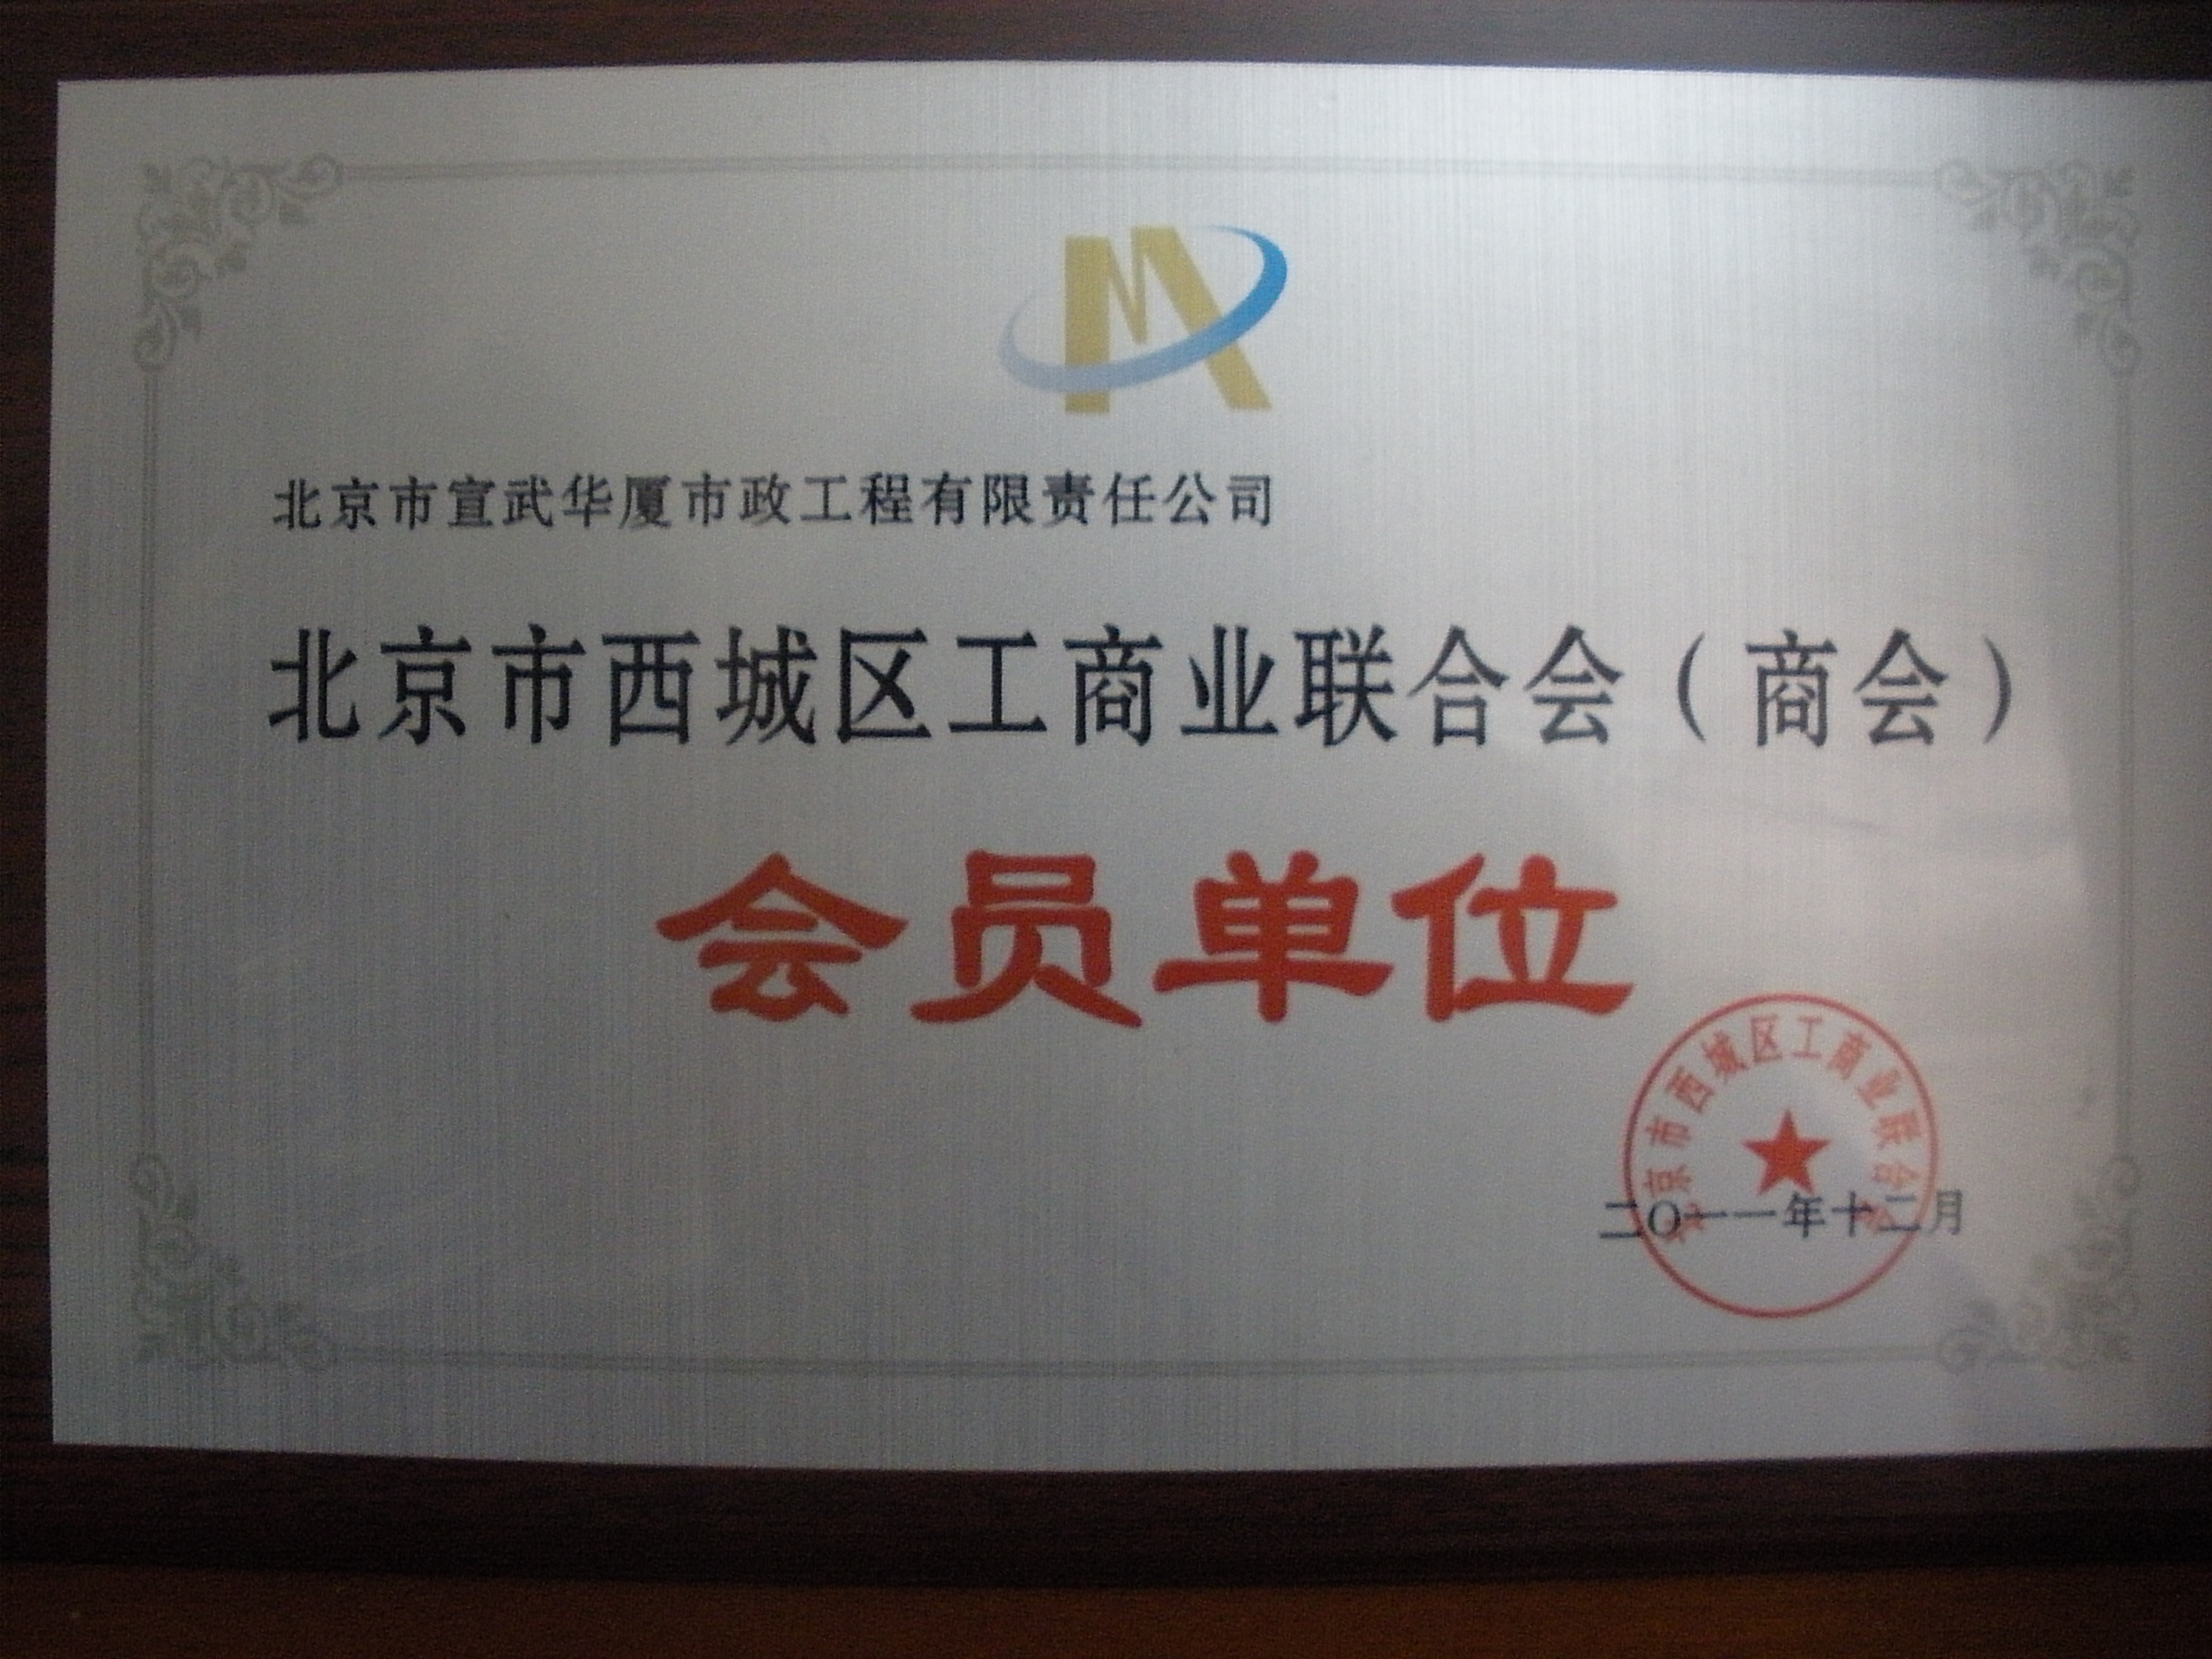 北京市宣武华厦市政工程有限责任公司
北京市西城区工商业联合会（商会）
会员单位
北京市西城区工商业联合会
二〇一一年十二月